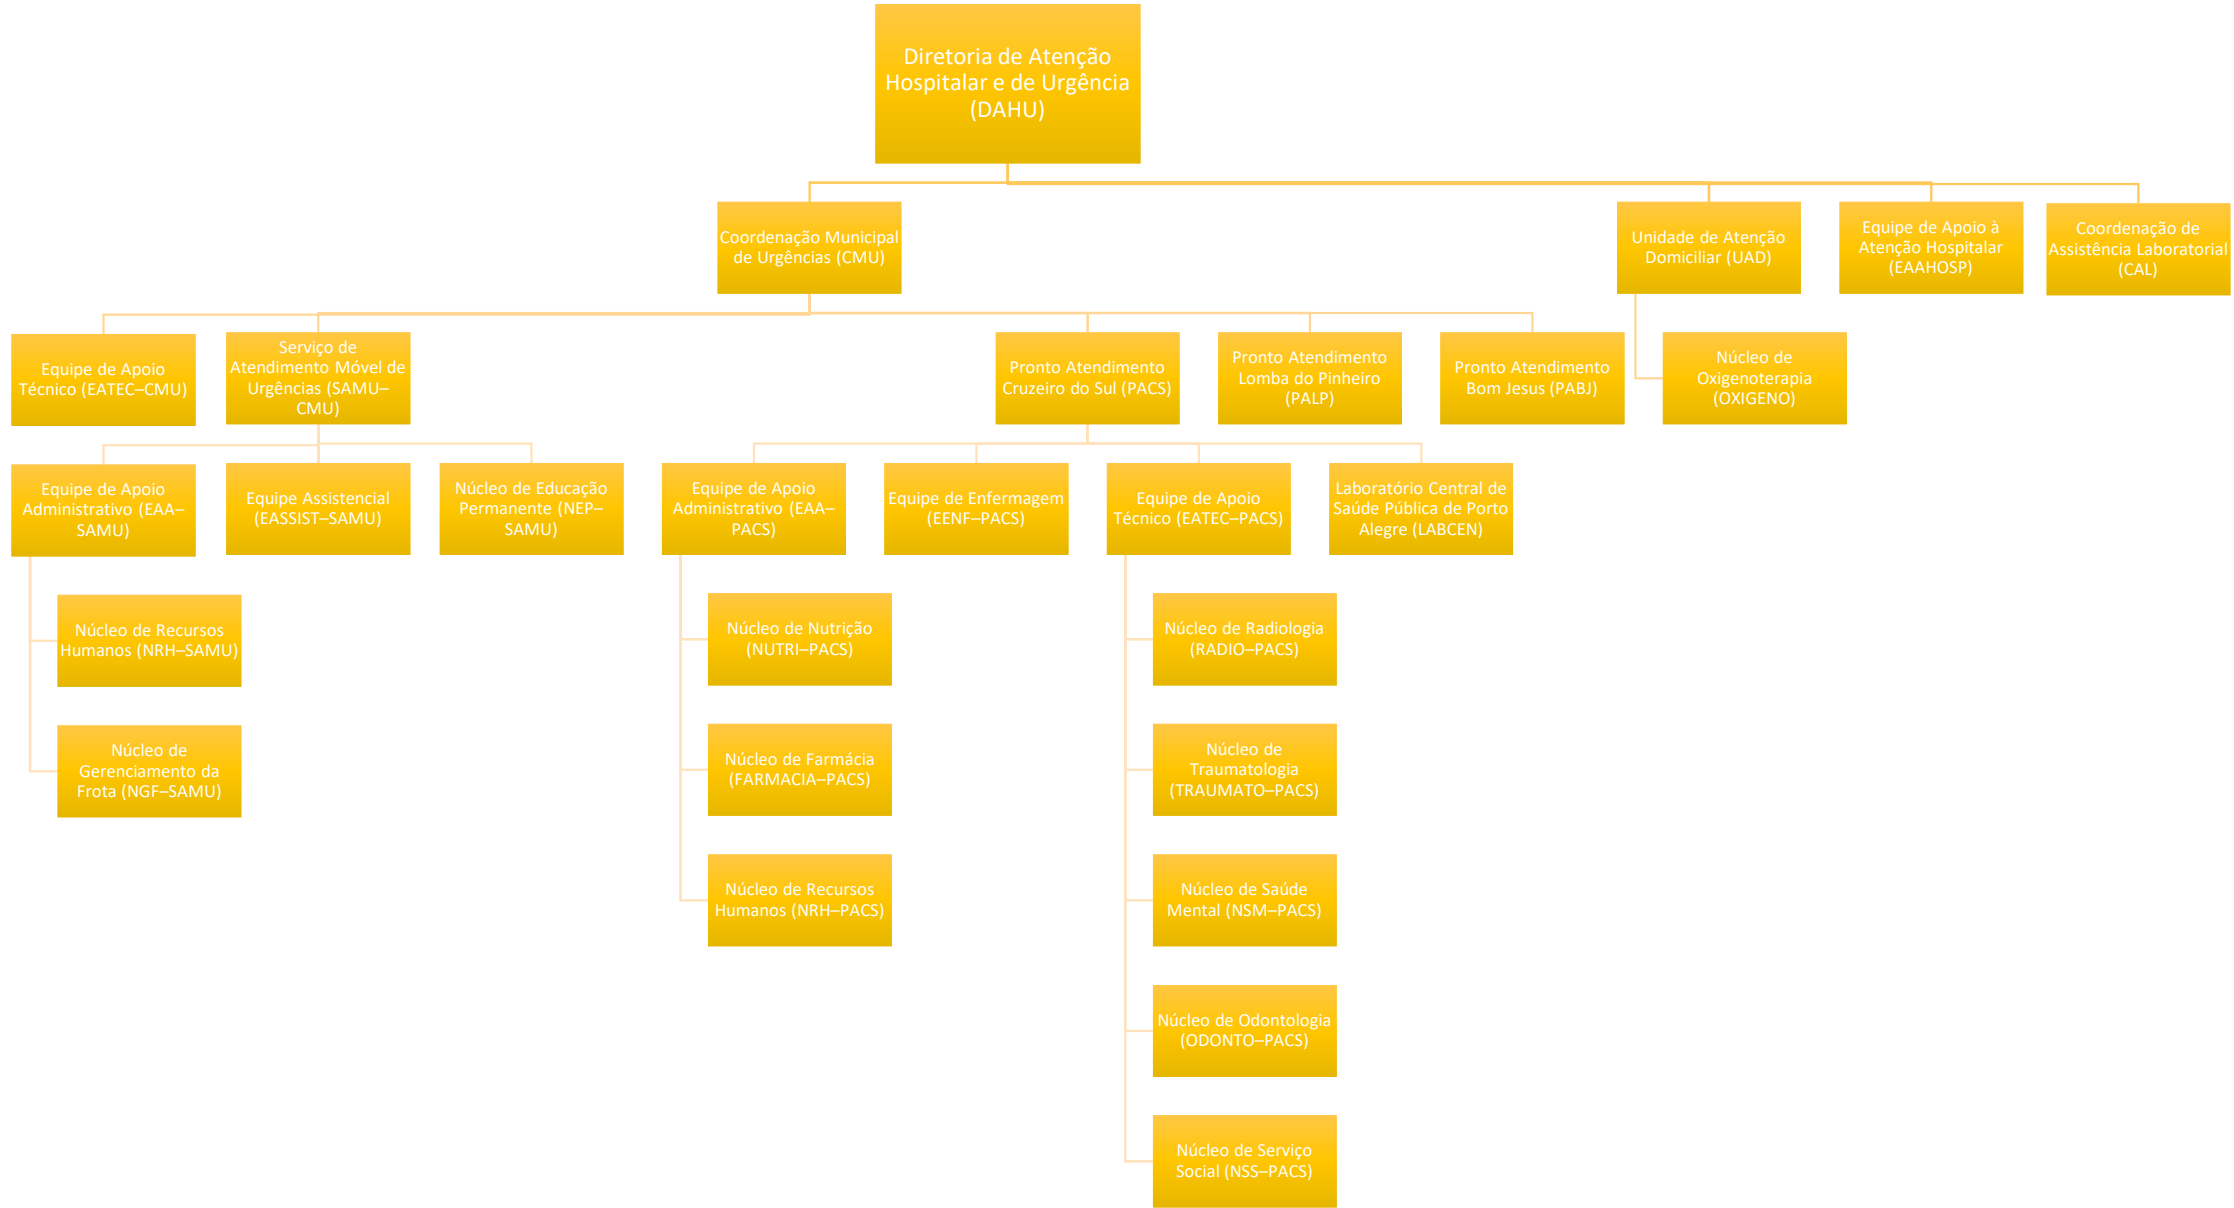 Diretoria de Atenção
Hospitalar e de Urgência
(DAHU)
Coordenação Municipal
de Urgências (CMU)
Unidade de Atenção
Domiciliar (UAD)
Equipe de Apoio à
Atenção Hospitalar
(EAAHOSP)
Coordenação de
Assistência Laboratorial
(CAL)
Equipe de Apoio
Técnico (EATEC–CMU)
Serviço de
Atendimento Móvel de
Urgências (SAMU–
CMU)
Pronto Atendimento
Cruzeiro do Sul (PACS)
Pronto Atendimento
Lomba do Pinheiro
(PALP)
Pronto Atendimento
Bom Jesus (PABJ)
Núcleo de
Oxigenoterapia
(OXIGENO)
Equipe de Apoio
Administrativo (EAA–
SAMU)
Equipe Assistencial
(EASSIST–SAMU)
Núcleo de Educação
Permanente (NEP–
SAMU)
Equipe de Apoio
Administrativo (EAA–
PACS)
Equipe de Enfermagem
(EENF–PACS)
Equipe de Apoio
Técnico (EATEC–PACS)
Laboratório Central de
Saúde Pública de Porto
Alegre (LABCEN)
Núcleo de Recursos
Humanos (NRH–SAMU)
Núcleo de
Gerenciamento da
Frota (NGF–SAMU)
Núcleo de Nutrição
(NUTRI–PACS)
Núcleo de Farmácia
(FARMACIA–PACS)
Núcleo de Recursos
Humanos (NRH–PACS)
Núcleo de Radiologia
(RADIO–PACS)
Núcleo de
Traumatologia
(TRAUMATO–PACS)
Núcleo de Saúde
Mental (NSM–PACS)
Núcleo de Odontologia
(ODONTO–PACS)
Núcleo de Serviço
Social (NSS–PACS)